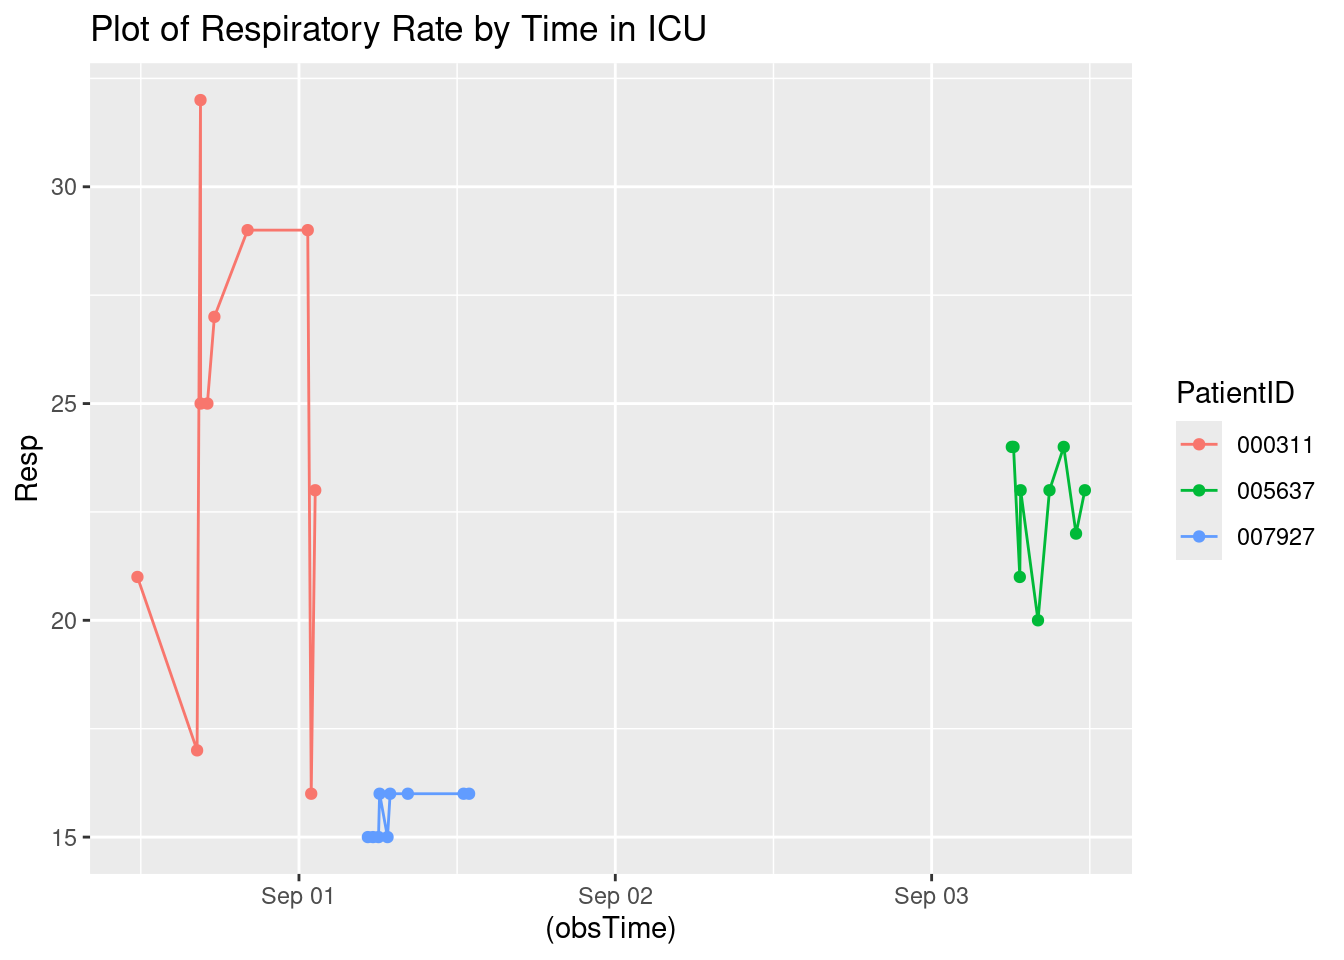 Plot of Respiratory Rate by Time in ICU
30
25
20
15
Resp
Sep 01
Sep 02
Sep 03
(obsTime)
PatientID
000311
005637
007927